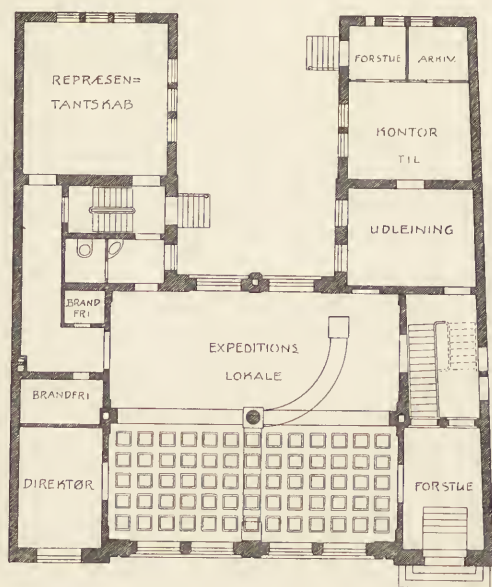 REPRÆSEN=
TANTSKAB
FORSTUE
ARKIV.
KONTOR
TIL
UDLEINING
BRAND
FRI
EXPEDITIONS
LOKALE
BRANDFRI
DIREKTØR
FORSTUE